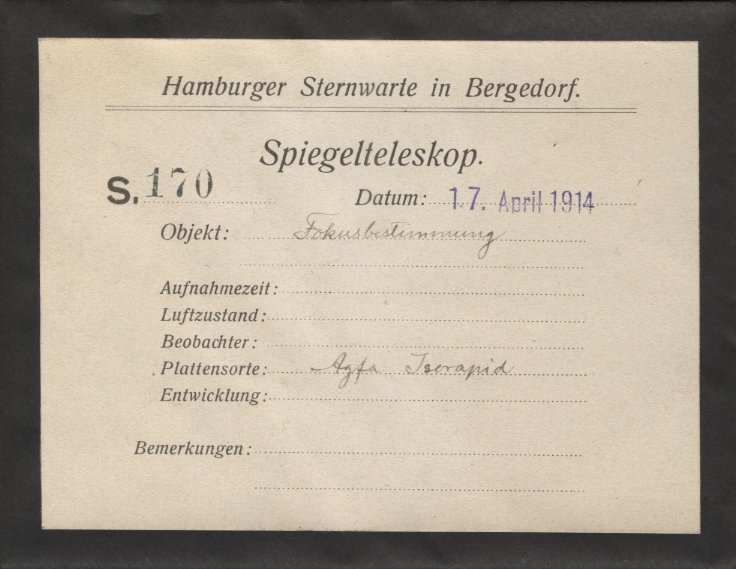 Hamburger Sternwarte in Bergedorf.
Spiegelteleskop.
S. 170
Datum: 17. April 1914
Objekt: Fokusbestimmung
Aufnahmezeit:
Luftzustand:
Beobachter:
Plattensorte: Agfa Isorapid
Entwicklung:
Bemerkungen: